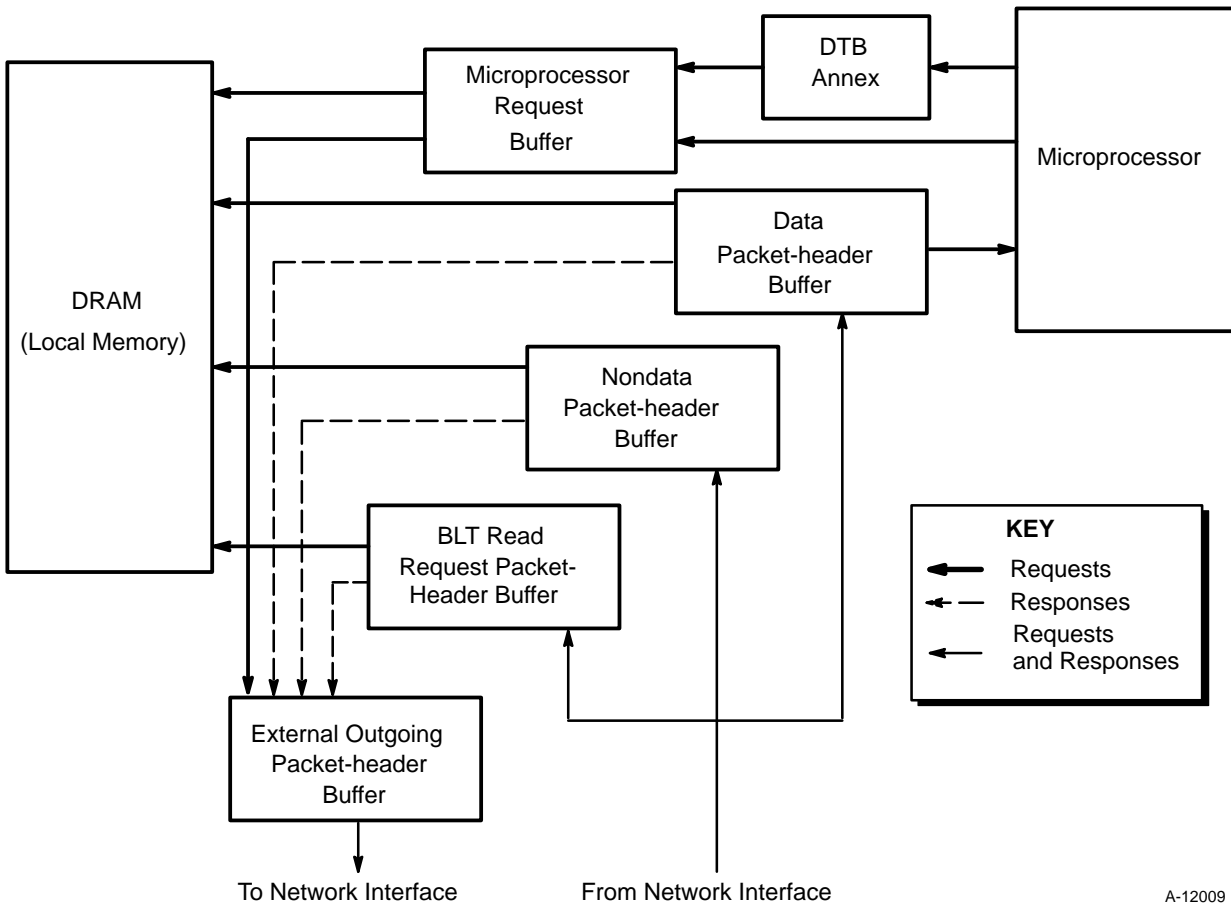 DTB
Annex
Microprocessor
Request
Buffer
Microprocessor
Data
Packet-header
Buffer
DRAM
(Local Memory)
Nondata
Packet-header
Buffer
BLT Read
Request Packet-
Header Buffer
KEY
Requests
Responses
Requests
and Responses
External Outgoing
Packet-header
Buffer
To Network Interface
From Network Interface
A-12009